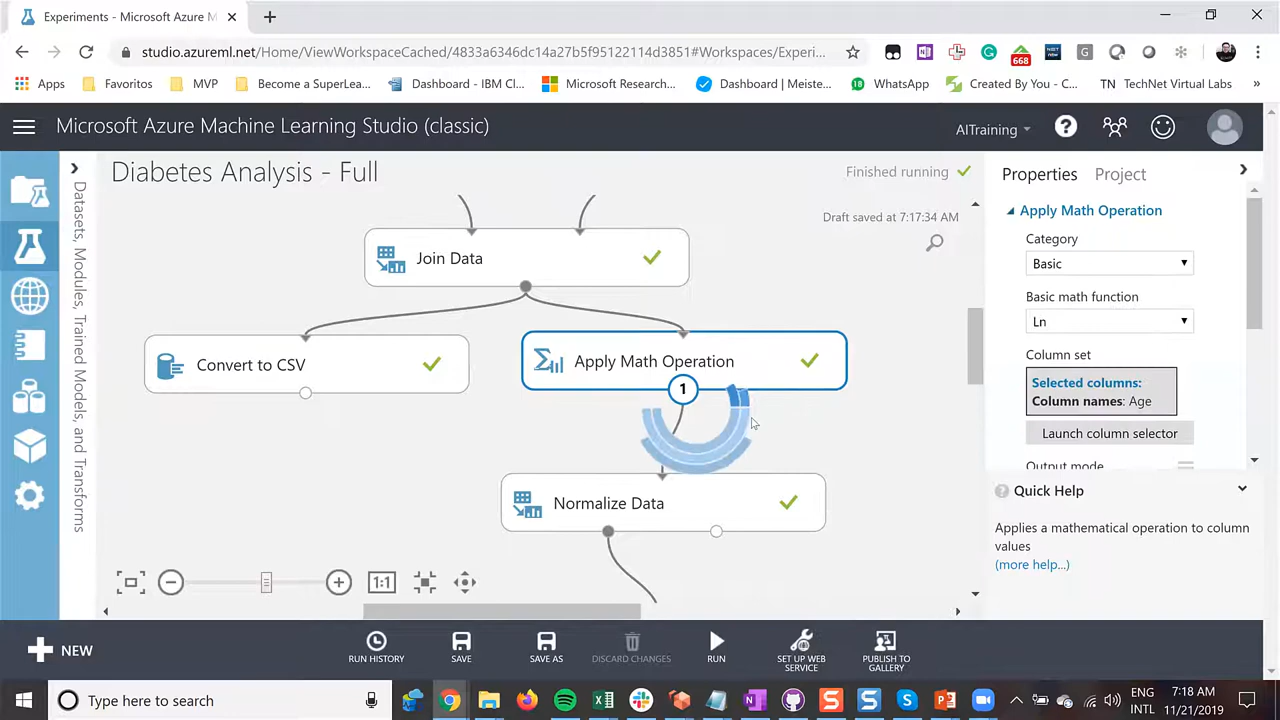 Experiments - Microsoft Azure M
studio.azureml.net/Home/ViewWorkspaceCached/4833a6346dc14a27b5f95122114d3851#Workspaces/Experi...
668
Apps
Favoritos
MVP
Become a SuperLea...
Dashboard - IBM Cl...
Microsoft Research...
Dashboard | Meiste...
18
WhatsApp
Created By You - C...
TN
TechNet Virtual Labs
»
Microsoft Azure Machine Learning Studio (classic)
AITraining
Datasets, Modules, Trained Models, and Transforms
Diabetes Analysis - Full
Finished running
Draft saved at 7:17:34 AM
Join Data
Convert to CSV
Apply Math Operation
1
Normalize Data
1:1
Properties
Project
Apply Math Operation
Category
Basic
Basic math function
Ln
Column set
Selected columns:
Column names: Age
Launch column selector
Output mode
Quick Help
Applies a mathematical operation to column
values
(more help...)
NEW
RUN HISTORY
SAVE
SAVE AS
DISCARD CHANGES
RUN
SET UP WEB
SERVICE
PUBLISH TO
GALLERY
Type here to search
ENG
INTL
7:18 AM
11/21/2019